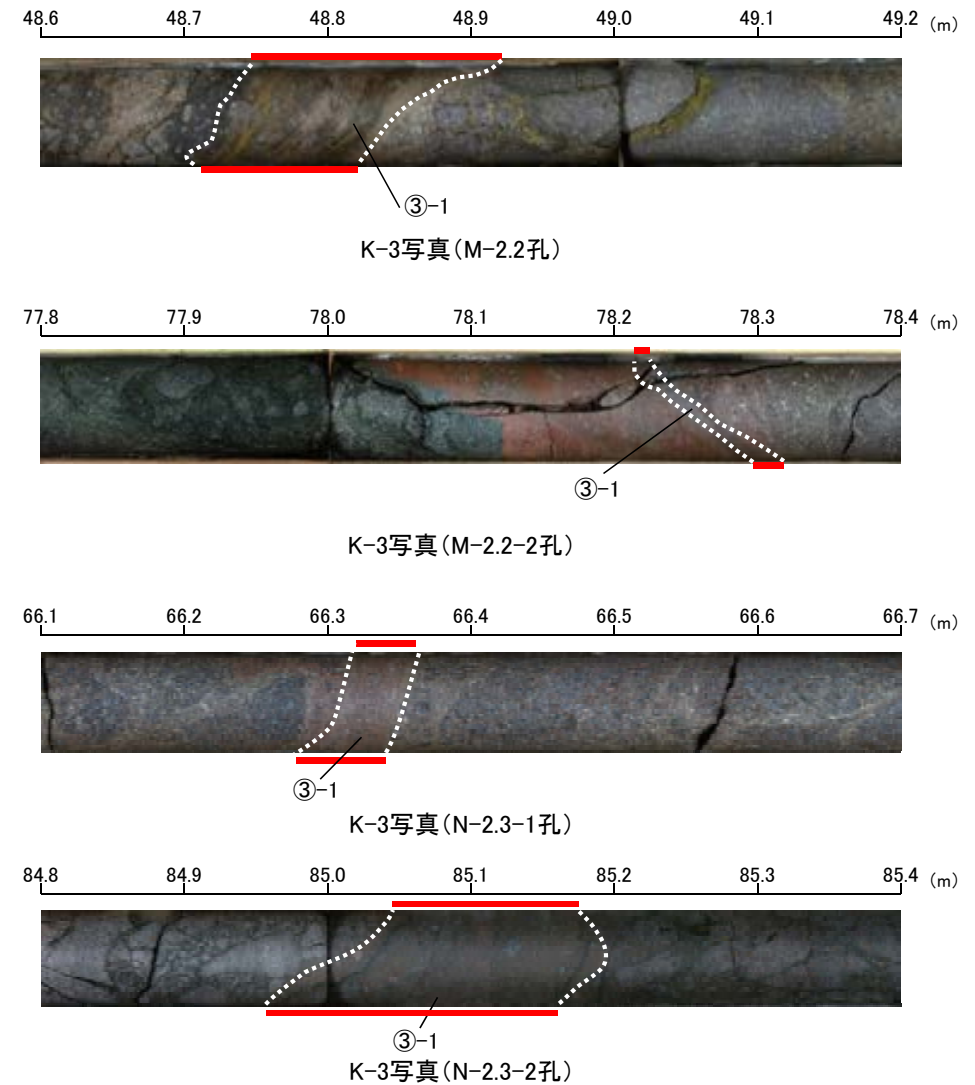 48.6 48.7 48.8 48.9 49.0 49.1 49.2 (m)
③-1
K-3写真(M-2.2孔)
77.8 77.9 78.0 78.1 78.2 78.3 78.4 (m)
③-1
K-3写真(M-2.2-2孔)
66.1 66.2 66.3 66.4 66.5 66.6 66.7 (m)
③-1
K-3写真(N-2.3-1孔)
84.8 84.9 85.0 85.1 85.2 85.3 85.4 (m)
③-1
K-3写真(N-2.3-2孔)